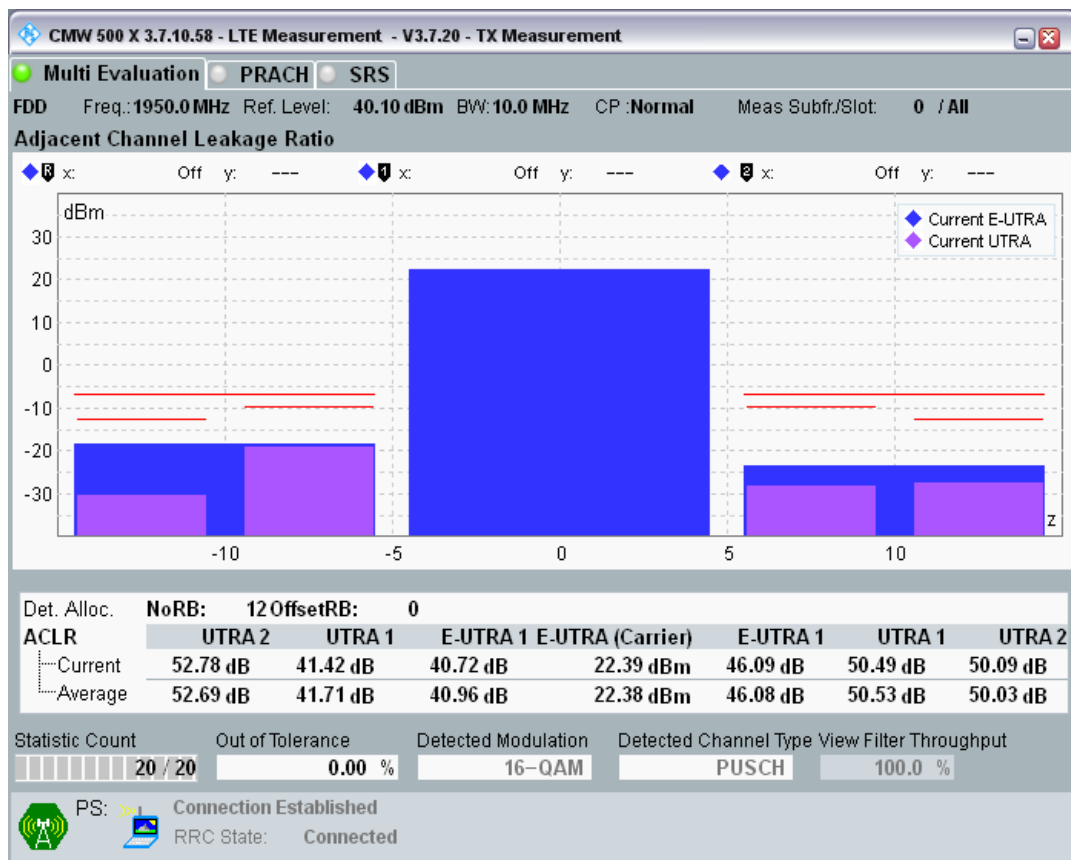 CMW 500 X 3.7.10.58 - LTE Measurement - V3.7.20 - TX Measurement
Multi Evaluation PRACH SRS
FDD Freq.:1950.0 MHz Ref. Level: 40.10 dBm BW:10.0 MHz CP :Normal Meas Subfr./Slot: 0 / All
Adjacent Channel Leakage Ratio
R x: Off y: --- 1 x: Off y: --- 2 x: Off y: ---
dBm
Current E-UTRA
Current UTRA
30
20
10
0
-10
-20
-30
z
-10 -5 0 5 10
Det. Alloc. NoRB: 12 OffsetRB: 0
ACLR UTRA 2 UTRA 1 E-UTRA 1 E-UTRA (Carrier) E-UTRA 1 UTRA 1 UTRA 2
Current 52.78 dB 41.42 dB 40.72 dB 22.39 dBm 46.09 dB 50.49 dB 50.09 dB
Average 52.69 dB 41.71 dB 40.96 dB 22.38 dBm 46.08 dB 50.53 dB 50.03 dB
Statistic Count Out of Tolerance Detected Modulation Detected Channel Type View Filter Throughput
20 / 20 0.00 % 16-QAM PUSCH 100.0 %
PS: Connection Established
RRC State: Connected